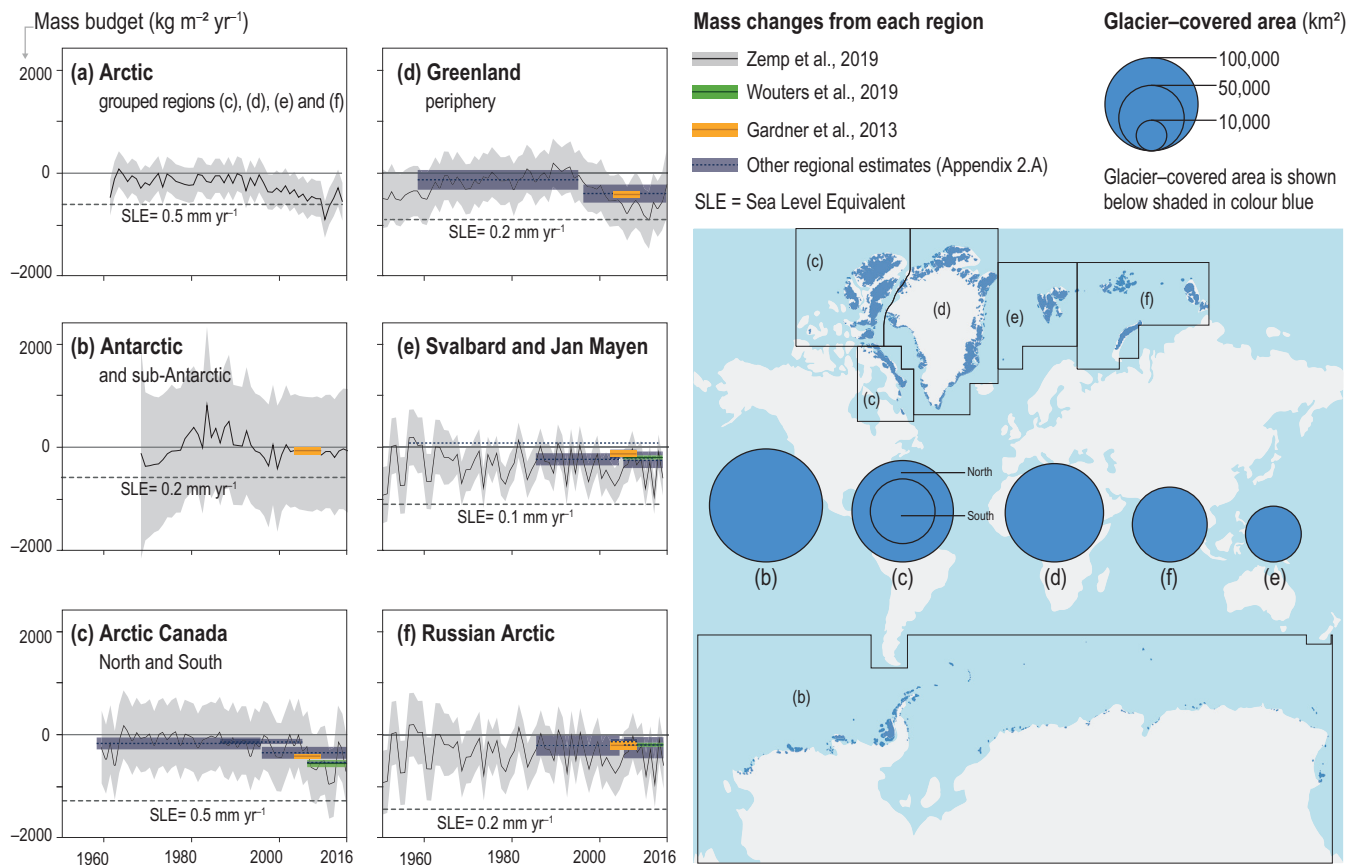 Mass budget (kg m⁻² yr⁻¹)
2000
0
–2000
(a) Arctic
grouped regions (c), (d), (e) and (f)
SLE= 0.5 mm yr⁻¹
(d) Greenland
periphery
SLE= 0.2 mm yr⁻¹
2000
0
–2000
(b) Antarctic
and sub-Antarctic
SLE= 0.2 mm yr⁻¹
(e) Svalbard and Jan Mayen
SLE= 0.1 mm yr⁻¹
2000
0
–2000
(c) Arctic Canada
North and South
SLE = 0.5 mm yr⁻¹
1960 1980 2000 2016
(f) Russian Arctic
SLE = 0.2 mm yr⁻¹
1960 1980 2000 2016
Mass changes from each region
Zemp et al., 2019
Wouters et al., 2019
Gardner et al., 2013
Other regional estimates (Appendix 2.A)
SLE = Sea Level Equivalent
Glacier–covered area (km²)
100,000
50,000
10,000
Glacier–covered area is shown
below shaded in colour blue
(c)
(d)
(e)
(f)
(c)
North
South
(b) (c) (d) (f) (e)
(b)